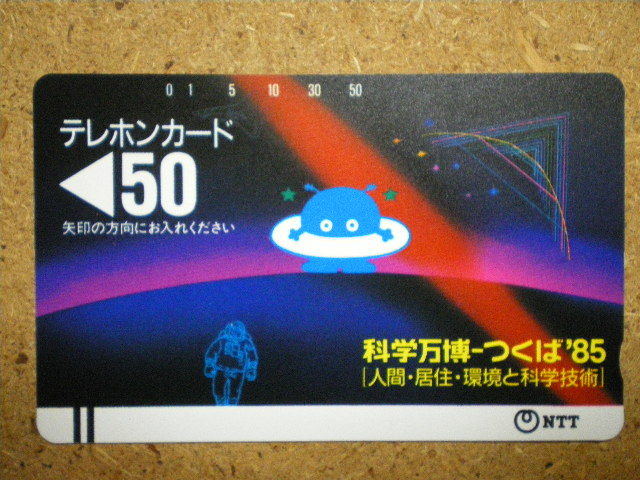 0 1 5 10 30 50
テレホンカード
50
矢印の方向にお入れください
科学万博-つくば'85
[人間・居住・環境と科学技術]
NTT